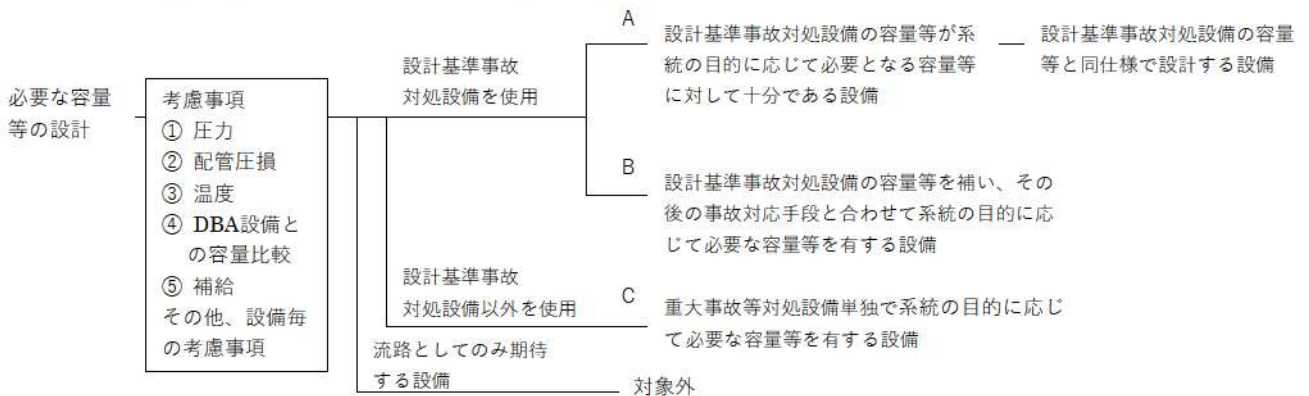 必要な容量
等の設計
考慮事項
① 圧力
② 配管圧損
③ 温度
④ DBA設備と
の容量比較
⑤ 補給
その他、設備毎
の考慮事項
設計基準事故
対処設備を使用
A
設計基準事故対処設備の容量等が系
統の目的に応じて必要となる容量等
に対して十分である設備
設計基準事故対処設備の容量
等と同仕様で設計する設備
B
設計基準事故対処設備の容量等を補い、その
後の事故対応手段と合わせて系統の目的に応
じて必要な容量等を有する設備
設計基準事故
対処設備以外を使用
C
重大事故等対処設備単独で系統の目的に応じ
て必要な容量等を有する設備
流路としてのみ期待
する設備
対象外